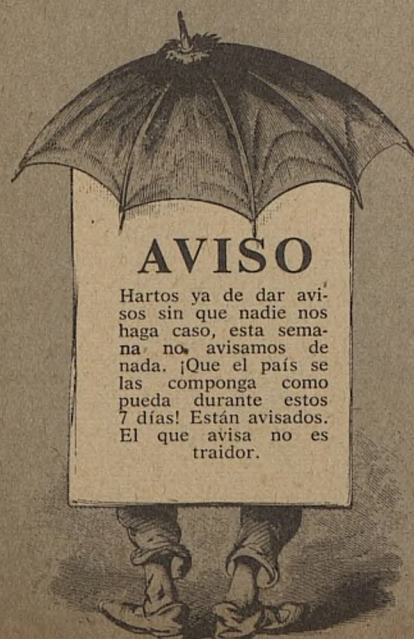 AVISO
Hartos ya de dar avi-
sos sin que nadie nos
haga caso, esta sema-
na no avisamos de
nada. ¡Que el país se
las componga como
pueda durante estos
7 días! Están avisados.
El que avisa no es
traidor.